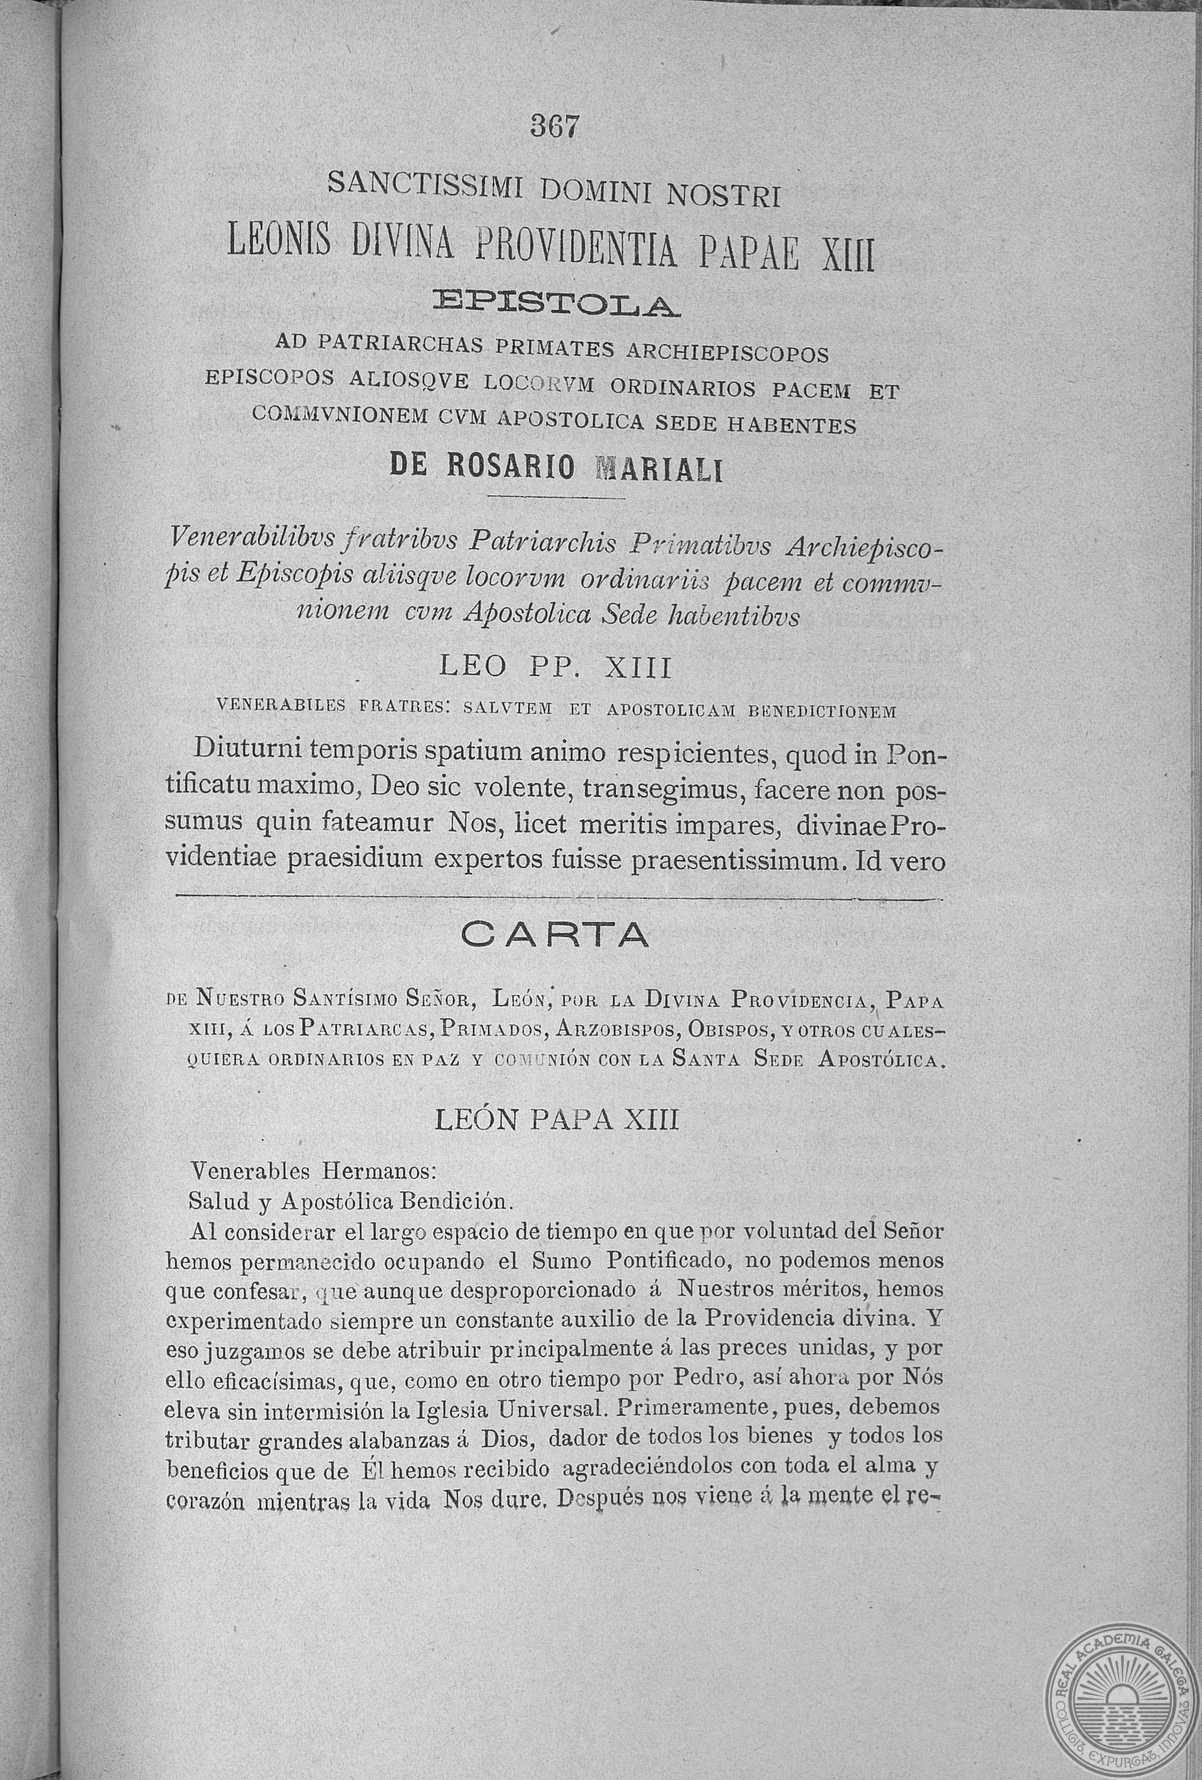 367
SANCTISSIMI DOMINI NOSTRI
LEONIS DIVINA PROVIDENTIA PAPAE XIII
EPISTOLA
AD PATRIARCHAS PRIMATES ARCHIEPISCOPOS
EPISCOPOS ALIOSQVE LOCORVM ORDINARIOS PACEM ET
COMMVNIONEM CVM APOSTOLICA SEDE HABENTES
DE ROSARIO MARIALI
Venerabilibvs fratribvs Patriarchis Primatibvs Archiepisco-
pis et Episcopis aliisqve locorvm ordinariis pacem et commv-
nionem cvm Apostolica Sede habentibvs
LEO PP. XIII
VENERABILES FRATRES: SALVTEM ET APOSTOLICAM BENEDICTIONEM
Diuturni temporis spatium animo respicientes, quod in Pon-
tificatu maximo, Deo sic volente, transegimus, facere non pos-
sumus quin fateamur Nos, licet meritis impares, divinae Pro-
videntiae praesidium expertos fuisse praesentissimum. Id vero
CARTA
DE NUESTRO SANTÍSIMO SEÑOR, LEÓN, POR LA DIVINA PROVIDENCIA, PAPA
XIII, Á LOS PATRIARCAS, PRIMADOS, ARZOBISPOS, OBISPOS, Y OTROS CUALES-
QUIERA ORDINARIOS EN PAZ Y COMUNIÓN CON LA SANTA SEDE APOSTÓLICA.
LEÓN PAPA XIII
Venerables Hermanos:
Salud y Apostólica Bendición.
Al considerar el largo espacio de tiempo en que por voluntad del Señor
hemos permanecido ocupando el Sumo Pontificado, no podemos menos
que confesar, que aunque desproporcionado á Nuestros méritos, hemos
experimentado siempre un constante auxilio de la Providencia divina. Y
eso juzgamos se debe atribuir principalmente á las preces unidas, y por
ello eficacísimas, que, como en otro tiempo por Pedro, así ahora por Nós
eleva sin intermisión la Iglesia Universal. Primeramente, pues, debemos
tributar grandes alabanzas á Dios, dador de todos los bienes y todos los
beneficios que de Él hemos recibido agradeciéndolos con toda el alma y
corazón mientras la vida Nos dure. Después nos viene á la mente el re-
REAL ACADEMIA GALEGA
COLLIGIT, EXPURGAT, INNOVAT